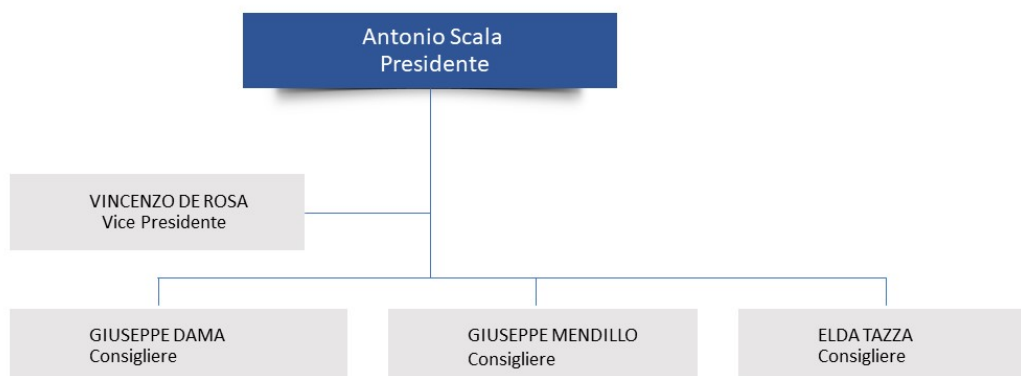 Antonio Scala
Presidente
VINCENZO DE ROSA
Vice Presidente
GIUSEPPE DAMA
Consigliere
GIUSEPPE MENDILLO
Consigliere
ELDA TAZZA
Consigliere